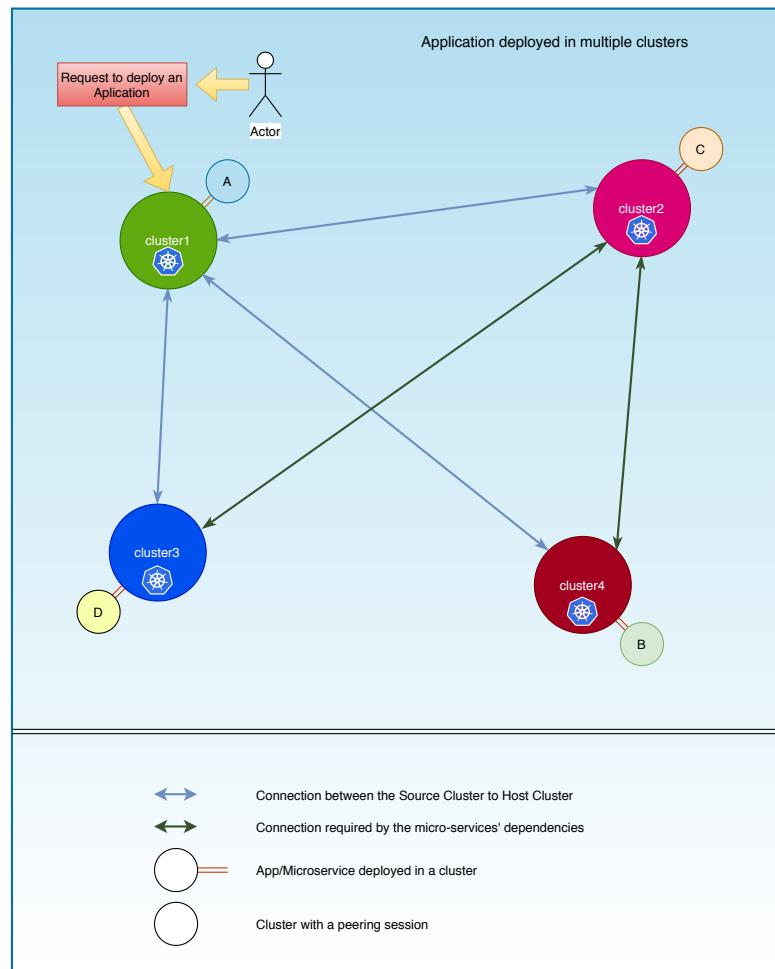 Application deployed in multiple clusters
Request to deploy an
Aplication
Actor
A
C
cluster1
cluster2
cluster3
cluster4
D
B
Connection between the Source Cluster to Host Cluster
Connection required by the micro-services' dependencies
App/Microservice deployed in a cluster
Cluster with a peering session